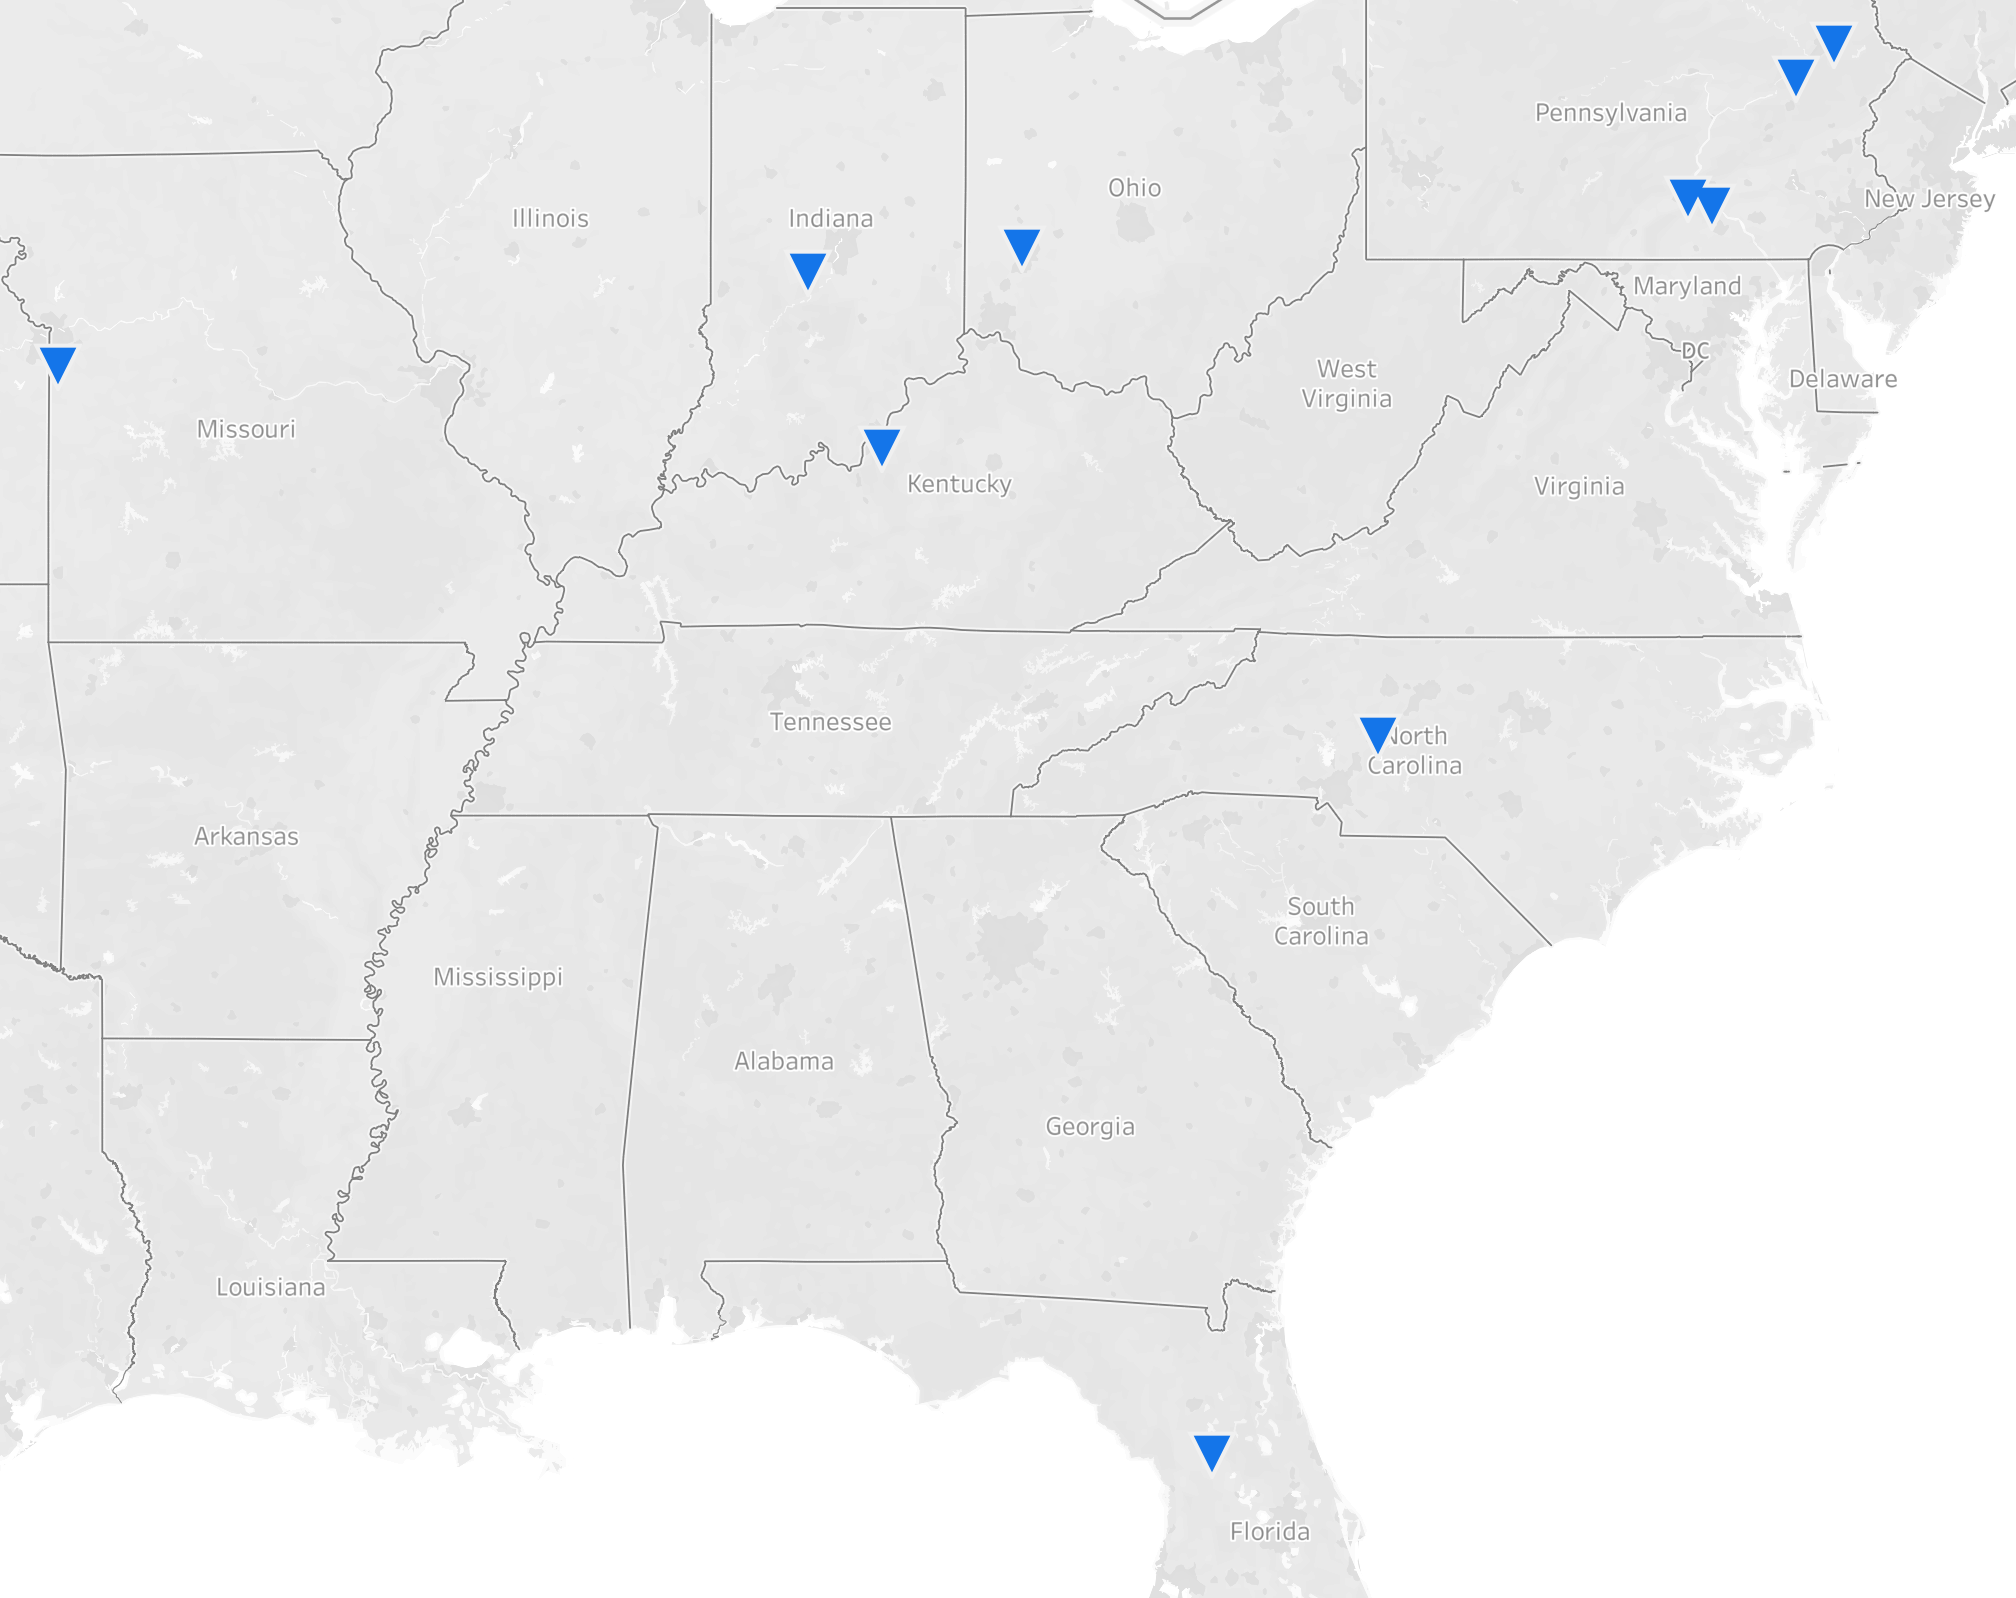 Pennsylvania
Ohio
New Jersey
Illinois
Indiana
Maryland
DC
West
Virginia
Delaware
Missouri
Kentucky
Virginia
Tennessee
North
Carolina
Arkansas
South
Carolina
Mississippi
Alabama
Georgia
Louisiana
Florida